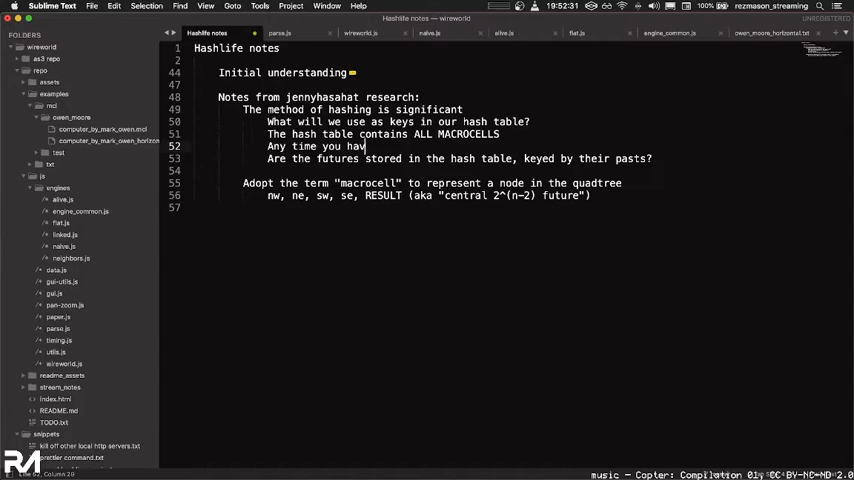 Sublime Text File Edit Selection Find View Goto Tools Project Window Help
100%
19:52:31 rezmason_streaming
Hashlife notes — wireworld
UNREGISTERED
FOLDERS
wireworld
as3 repo
repo
assets
examples
mcl
owen_moore
computer_by_mark_owen.mcl
computer_by_mark_owen_horizon
test
txt
js
engines
alive.js
engine_common.js
flat.js
linked.js
naive.js
neighbors.js
data.js
gui-utils.js
gui.js
pan-zoom.js
paper.js
parse.js
timing.js
utils.js
wireworld.js
readme_assets
stream_notes
index.html
README.md
TODO.txt
snippets
kill off other local http servers.txt
prettier command.txt
Hashlife notes parse.js wireworld.js naive.js alive.js flat.js engine_common.js owen_moore_horizontal.txt
1 Hashlife notes
2
44 Initial understanding
47
48 Notes from jennyhasahat research:
49 The method of hashing is significant
50 What will we use as keys in our hash table?
51 The hash table contains ALL MACROCELLS
52 Any time you hav
53 Are the futures stored in the hash table, keyed by their pasts?
54
55 Adopt the term "macrocell" to represent a node in the quadtree
56 nw, ne, sw, se, RESULT (aka "central 2^(n-2) future")
57
RM
Line 52, Column 29
music - Copter: Compilation 01, CC BY-NC-ND 2.0